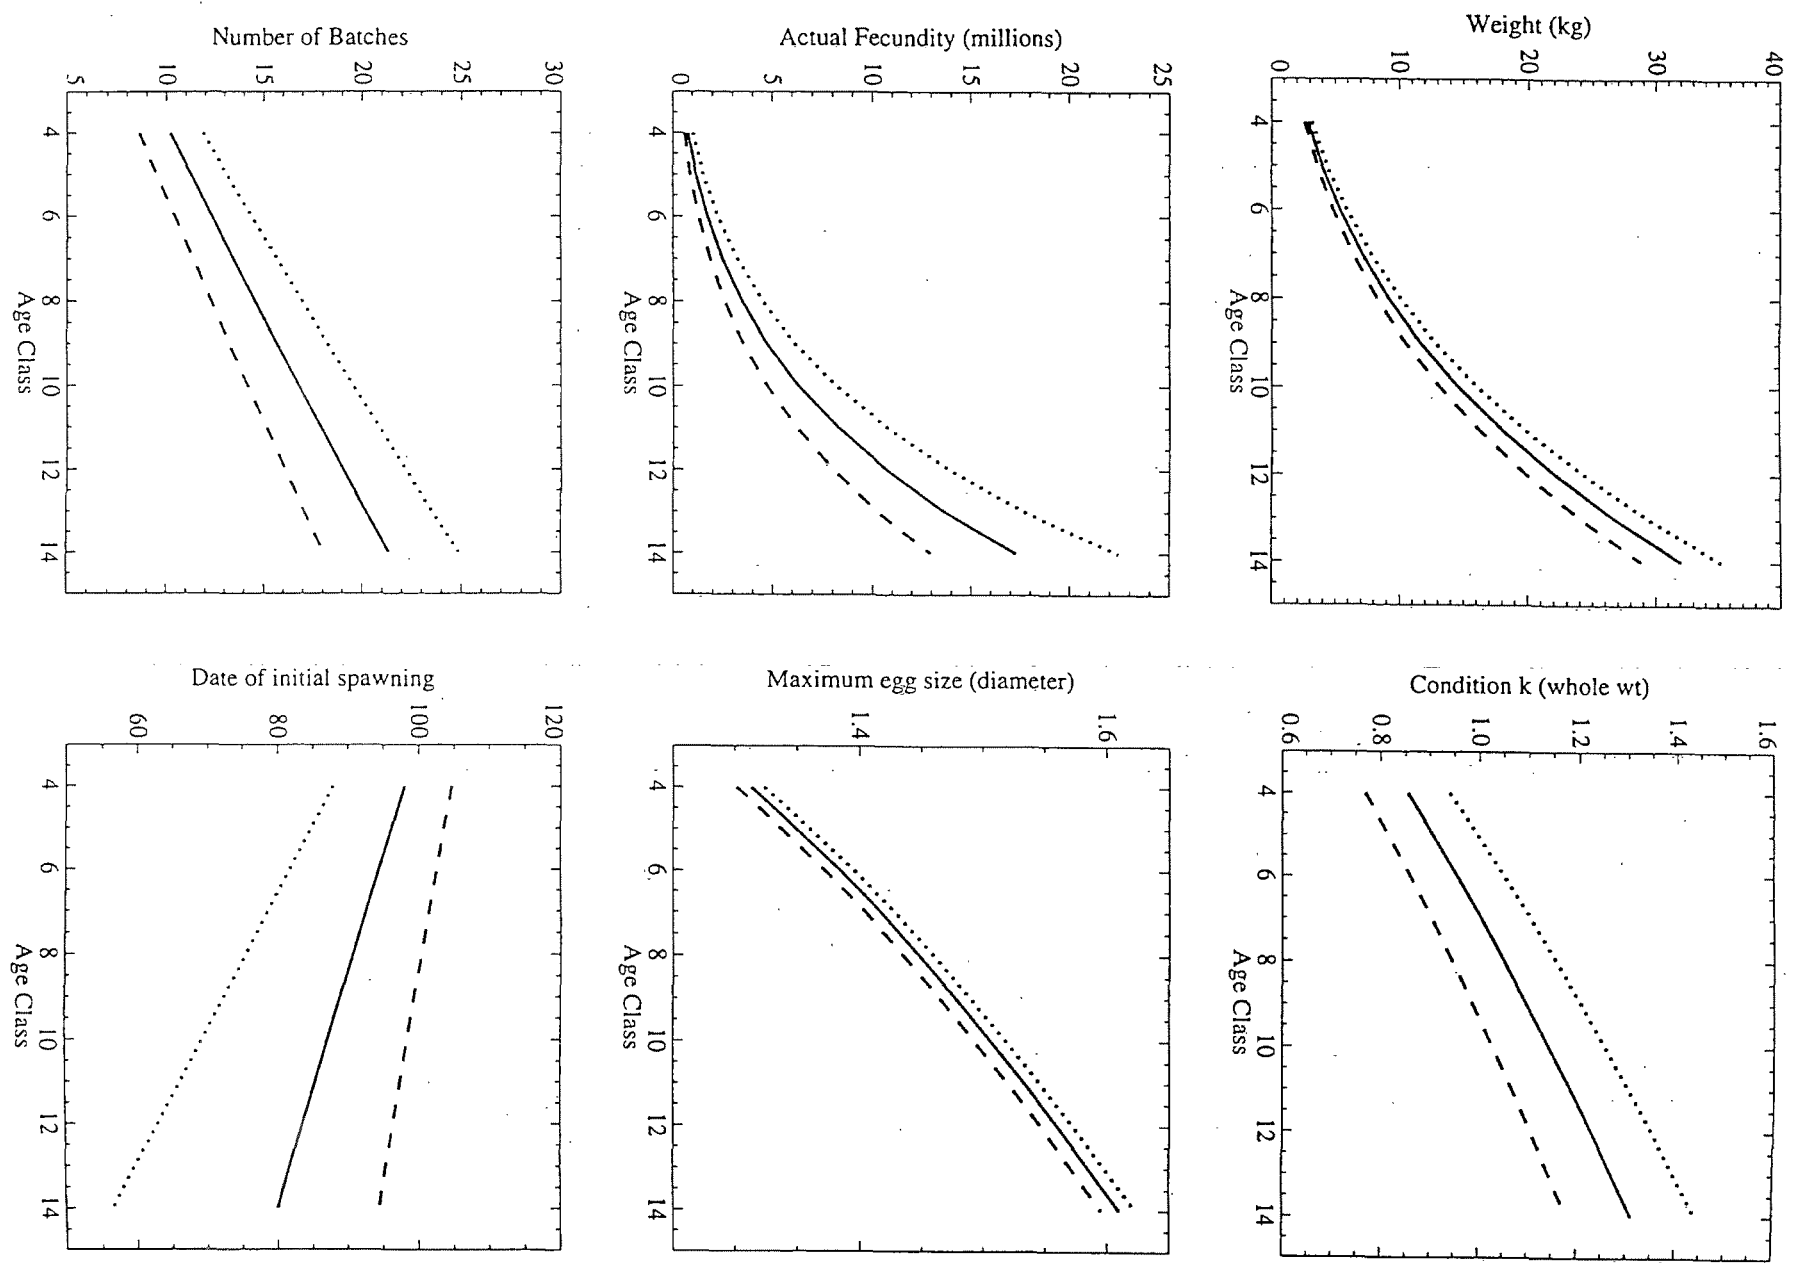 Number of Batches
5 10 15 20 25 30
4 6 8 10 12 14
Age Class
Actual Fecundity (millions)
0 5 10 15 20 25
4 6 8 10 12 14
Age Class
Weight (kg)
0 10 20 30 40
4 6 8 10 12 14
Age Class
Date of initial spawning
60 80 100 120
4 6 8 10 12 14
Age Class
Maximum egg size (diameter)
1.4 1.6
4 6 8 10 12 14
Age Class
Condition k (whole wt)
0.6 0.8 1.0 1.2 1.4 1.6
4 6 8 10 12 14
Age Class